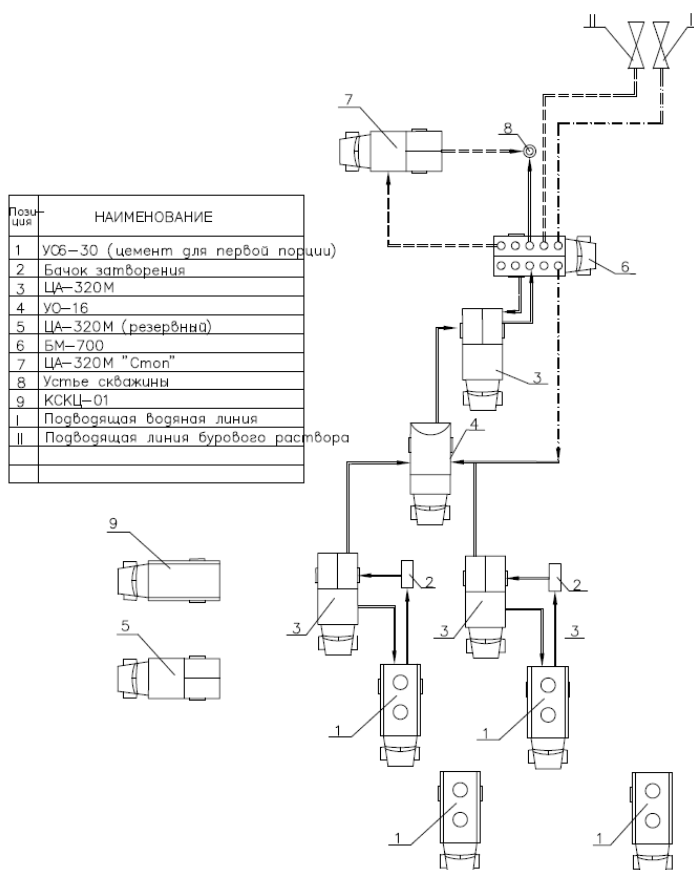 II
I
7
8
6
Пози-
ция
НАИМЕНОВАНИЕ
1 УС6-30 (цемент для первой порции)
2 Бачок затворения
3 ЦА-320М
4 УО-16
5 ЦА-320М (резервный)
6 БМ-700
7 ЦА-320М "Стоп"
8 Устье скважины
9 КСКЦ-01
I Подводящая водяная линия
II Подводящая линия бурового раствора
3
4
9
2
2
5
3
3
3
1
1
1
1